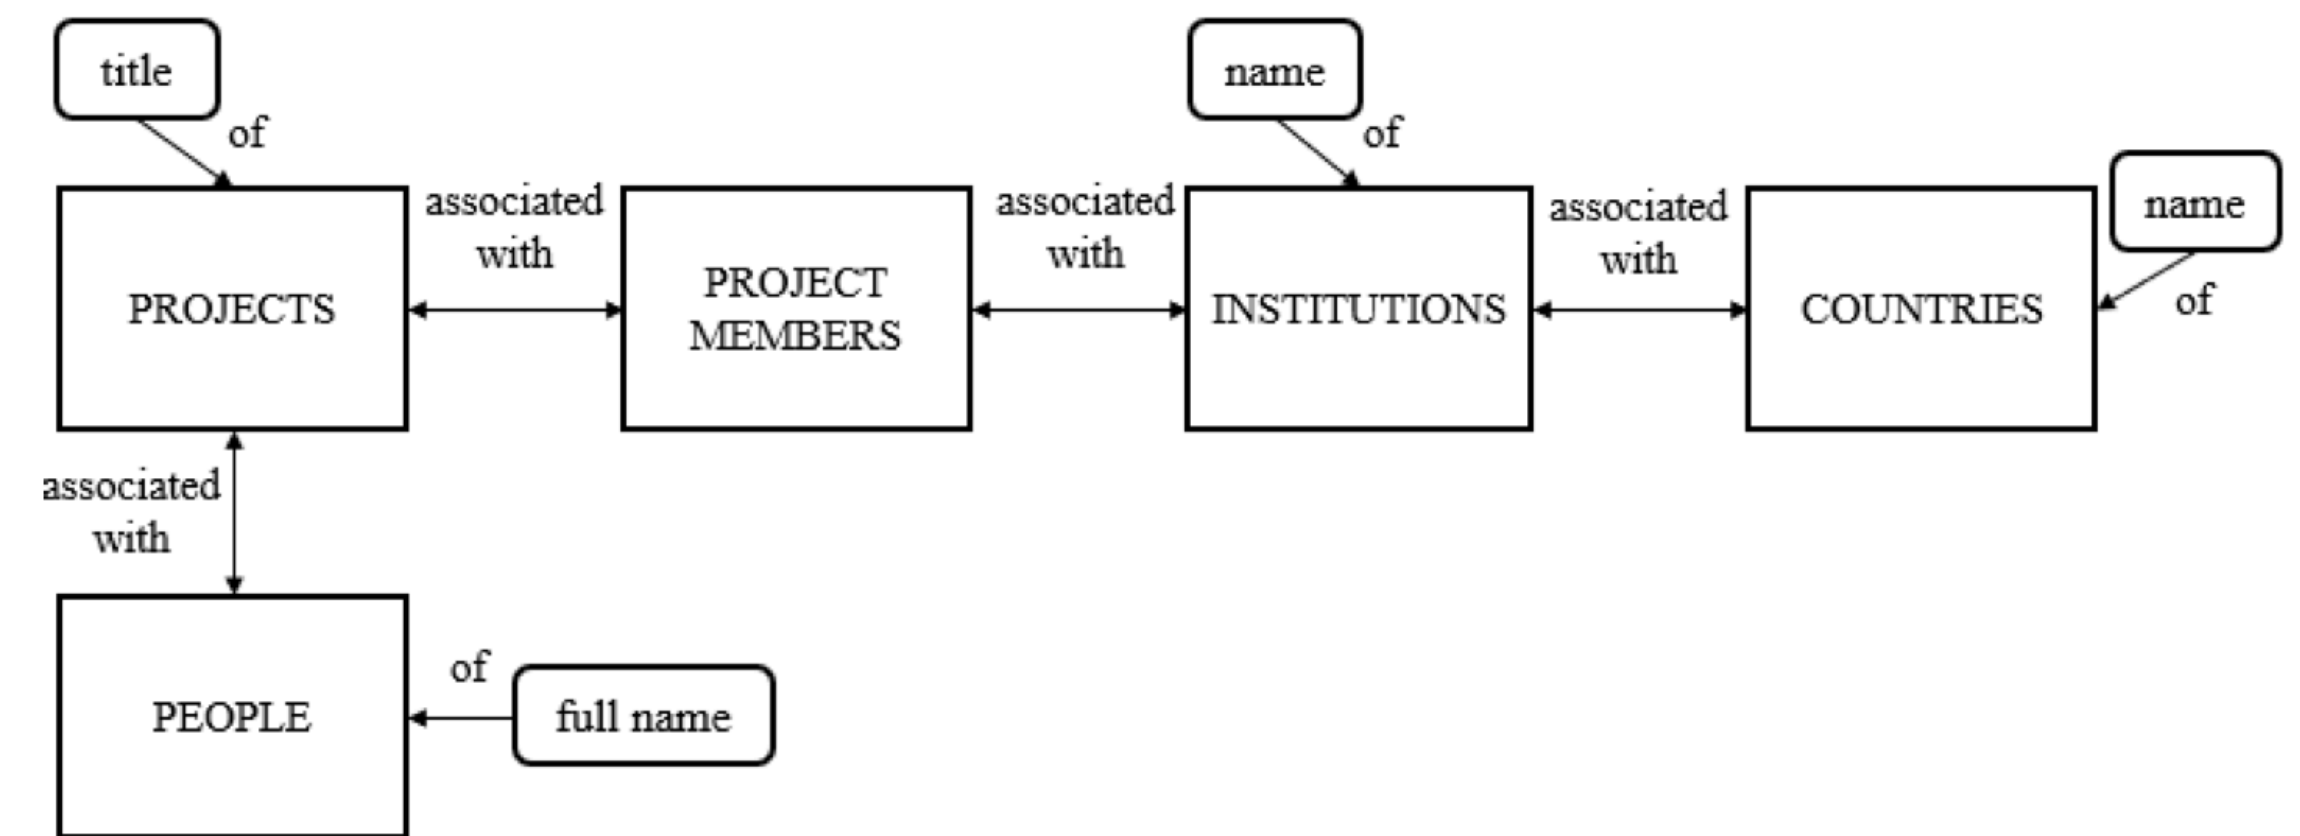 title
name
of
of
name
associated
with
associated
with
associated
with
PROJECTS
PROJECT
MEMBERS
INSTITUTIONS
COUNTRIES
of
associated
with
of
PEOPLE
full name